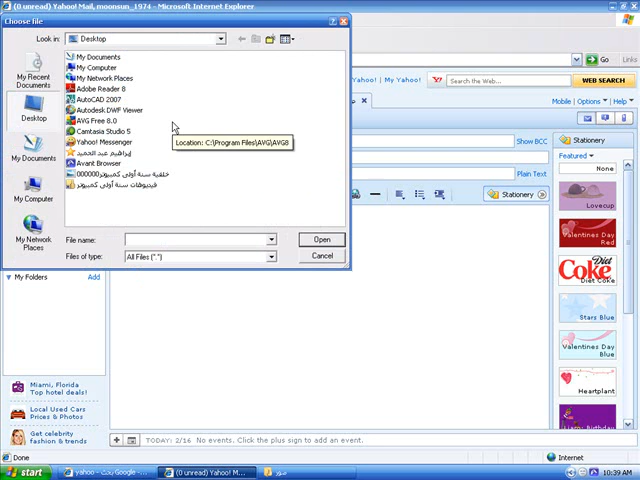 (0 unread) Yahoo! Mail, moonsun_1974 - Microsoft Internet Explorer
Choose file
Look in:
Desktop
My Recent Documents
Desktop
My Documents
My Computer
My Network Places
My Documents
My Computer
My Network Places
Adobe Reader 8
AutoCAD 2007
Autodesk DWF Viewer
AVG Free 8.0
Camtasia Studio 5
Yahoo! Messenger
إبراهيم عبد الحميد
Avant Browser
خلفية سنة أولى كمبيوتر000000
فيديوهات سنة أولى كمبيوتر
Location: C:\Program Files\AVG\AVG8
File name:
Open
Files of type:
All Files (*.*)
Cancel
Go
Links
Yahoo! | My Yahoo!
Search the web...
WEB SEARCH
Mobile | Options | Help
Show BCC
Plain Text
Stationery
Stationery
Featured
None
Lovecup
Valentines Day Red
Diet Coke
Diet Coke
Stars Blue
Valentines Day Blue
Heartplant
My Folders
Add
Miami, Florida
Top hotel deals!
Local Used Cars
Prices & Photos
Get celebrity
fashion & trends
TODAY: 2/16 No events. Click the plus sign to add an event.
Done
Internet
start
yahoo - بحث Google - ...
(0 unread) Yahoo! M...
صور
10:39 AM